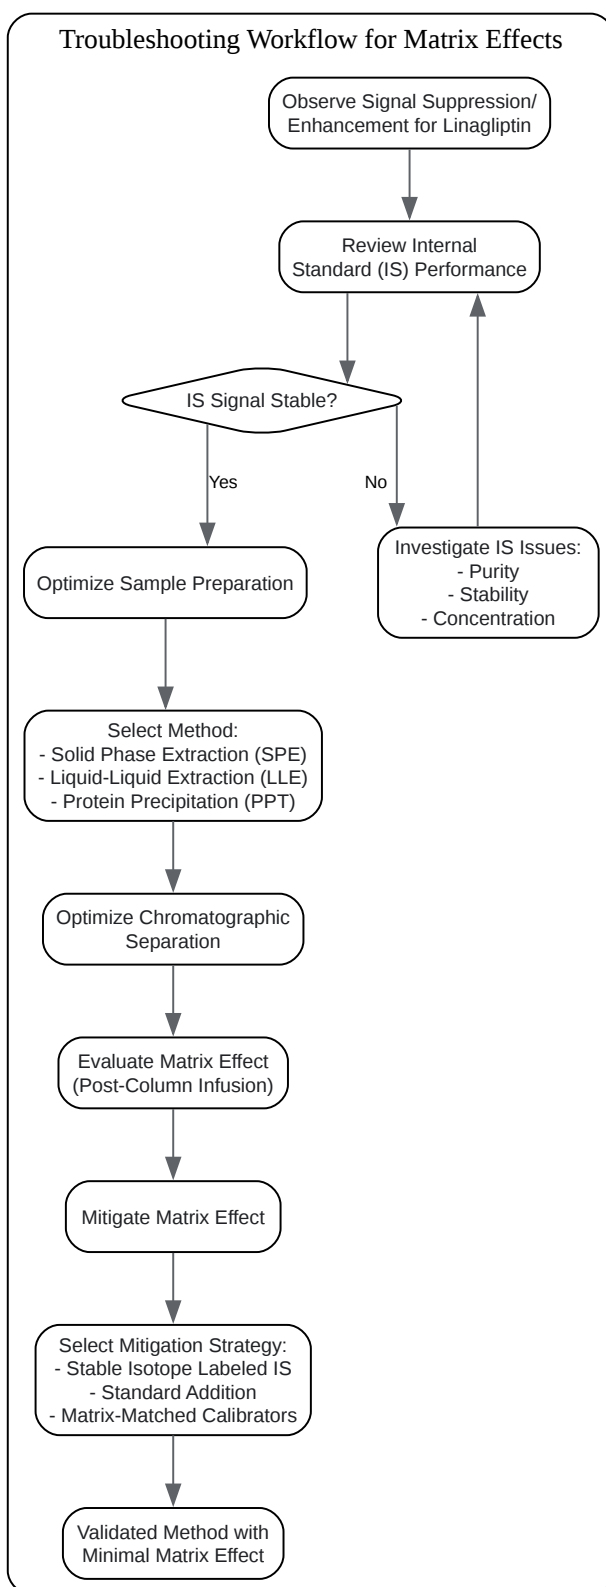 Troubleshooting Workflow for Matrix Effects
Observe Signal Suppression/
Enhancement for Linagliptin
Review Internal
Standard (IS) Performance
IS Signal Stable?
Yes
No
Optimize Sample Preparation
Investigate IS Issues:
- Purity
- Stability
- Concentration
Select Method:
- Solid Phase Extraction (SPE)
- Liquid-Liquid Extraction (LLE)
- Protein Precipitation (PPT)
Optimize Chromatographic
Separation
Evaluate Matrix Effect
(Post-Column Infusion)
Mitigate Matrix Effect
Select Mitigation Strategy:
- Stable Isotope Labeled IS
- Standard Addition
- Matrix-Matched Calibrators
Validated Method with
Minimal Matrix Effect